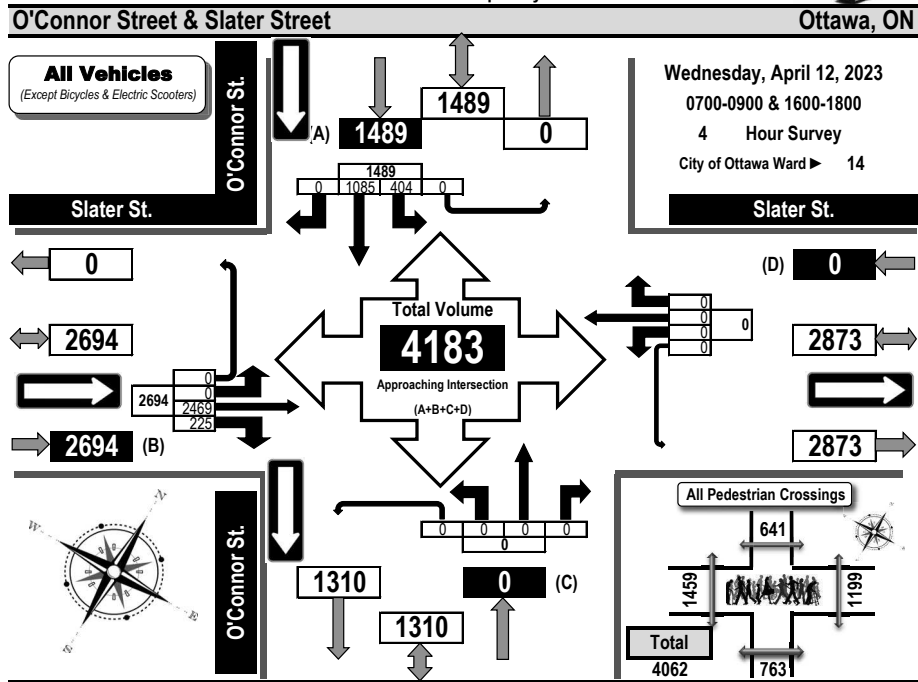 O'Connor Street & Slater Street
Ottawa, ON
All Vehicles
(Except Bicycles & Electric Scooters)
O'Connor St.
Slater St.
(A)
1489
1489
0
1489
0 1085 404 0
Wednesday, April 12, 2023
0700-0900 & 1600-1800
4 Hour Survey
City of Ottawa Ward ► 14
Slater St.
0
2694
2694
0
0
2469
225
2694 (B)
Total Volume
4183
Approaching Intersection
(A+B+C+D)
(D) 0
0
0
0
0
0
2873
2873
O'Connor St.
N
W
E
S
0 0 0 0
0
1310
0 (C)
1310
All Pedestrian Crossings
641
1459
1199
763
Total
4062